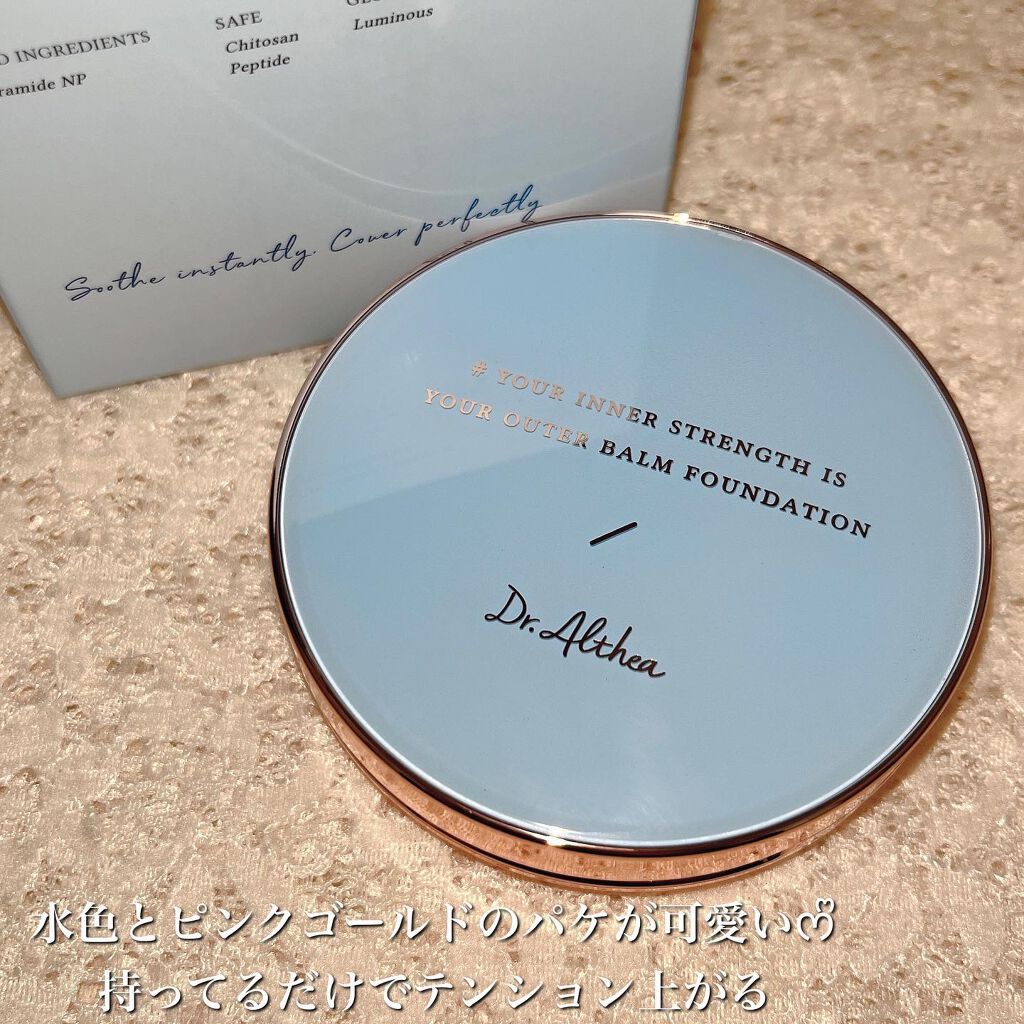 INGREDIENTS
NP
SAFE
Chitosan
Peptide
Luminous
Soothe instantly. Cover perfectly
# YOUR INNER STRENGTH IS
YOUR OUTER BALM FOUNDATION
Dr.Althea
水色とピンクゴールドのパケが可愛い
持ってるだけでテンション上がる